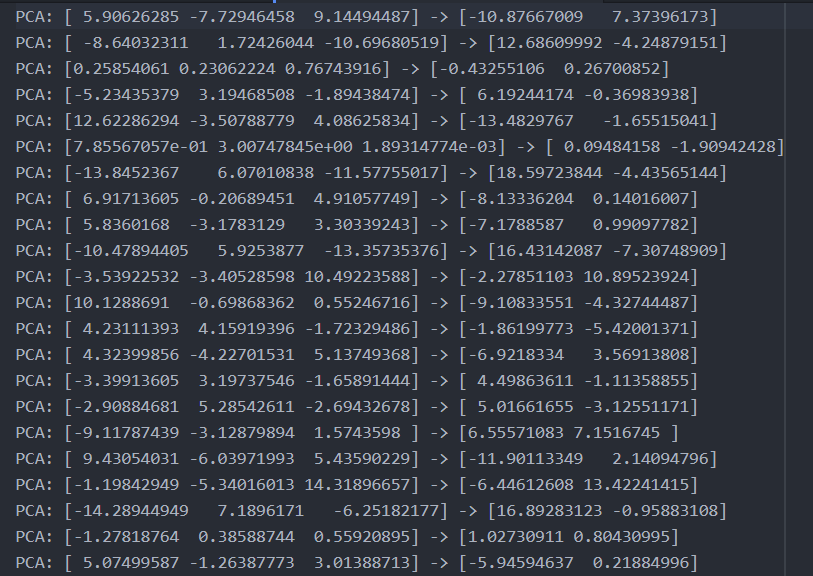 PCA: [ 5.90626285 -7.72946458  9.14494487] -> [-10.87667009   7.37396173]
PCA: [ -8.64032311   1.72426044 -10.69680519] -> [12.68609992 -4.24879151]
PCA: [0.25854061 0.23062224 0.76743916] -> [-0.43255106  0.26700852]
PCA: [-5.23435379  3.19468508 -1.89438474] -> [ 6.19244174 -0.36983938]
PCA: [12.62286294 -3.50788779  4.08625834] -> [-13.4829767   -1.65515041]
PCA: [7.85567057e-01 3.00747845e+00 1.89314774e-03] -> [ 0.09484158 -1.90942428]
PCA: [-13.8452367    6.07010838 -11.57755017] -> [18.59723844 -4.43565144]
PCA: [ 6.91713605 -0.20689451  4.91057749] -> [-8.13336204  0.14016007]
PCA: [ 5.8360168  -3.1783129   3.30339243] -> [-7.1788587   0.99097782]
PCA: [-10.47894405   5.9253877  -13.35735376] -> [16.43142087 -7.30748909]
PCA: [-3.53922532 -3.40528598 10.49223588] -> [-2.27851103 10.89523924]
PCA: [10.1288691  -0.69868362  0.55246716] -> [-9.10833551 -4.32744487]
PCA: [ 4.23111393  4.15919396 -1.72329486] -> [-1.86199773 -5.42001371]
PCA: [ 4.32399856 -4.22701531  5.13749368] -> [-6.9218334   3.56913808]
PCA: [-3.39913605  3.19737546 -1.65891444] -> [ 4.49863611 -1.11358855]
PCA: [-2.90884681  5.28542611 -2.69432678] -> [ 5.01661655 -3.12551171]
PCA: [-9.11787439 -3.12879894  1.5743598 ] -> [6.55571083 7.1516745 ]
PCA: [ 9.43054031 -6.03971993  5.43590229] -> [-11.90113349   2.14094796]
PCA: [-1.19842949 -5.34016013 14.31896657] -> [-6.44612608 13.42241415]
PCA: [-14.28944949   7.1896171   -6.25182177] -> [16.89283123 -0.95883108]
PCA: [-1.27818764  0.38588744  0.55920895] -> [1.02730911 0.80430995]
PCA: [ 5.07499587 -1.26387773  3.01388713] -> [-5.94594637  0.21884996]